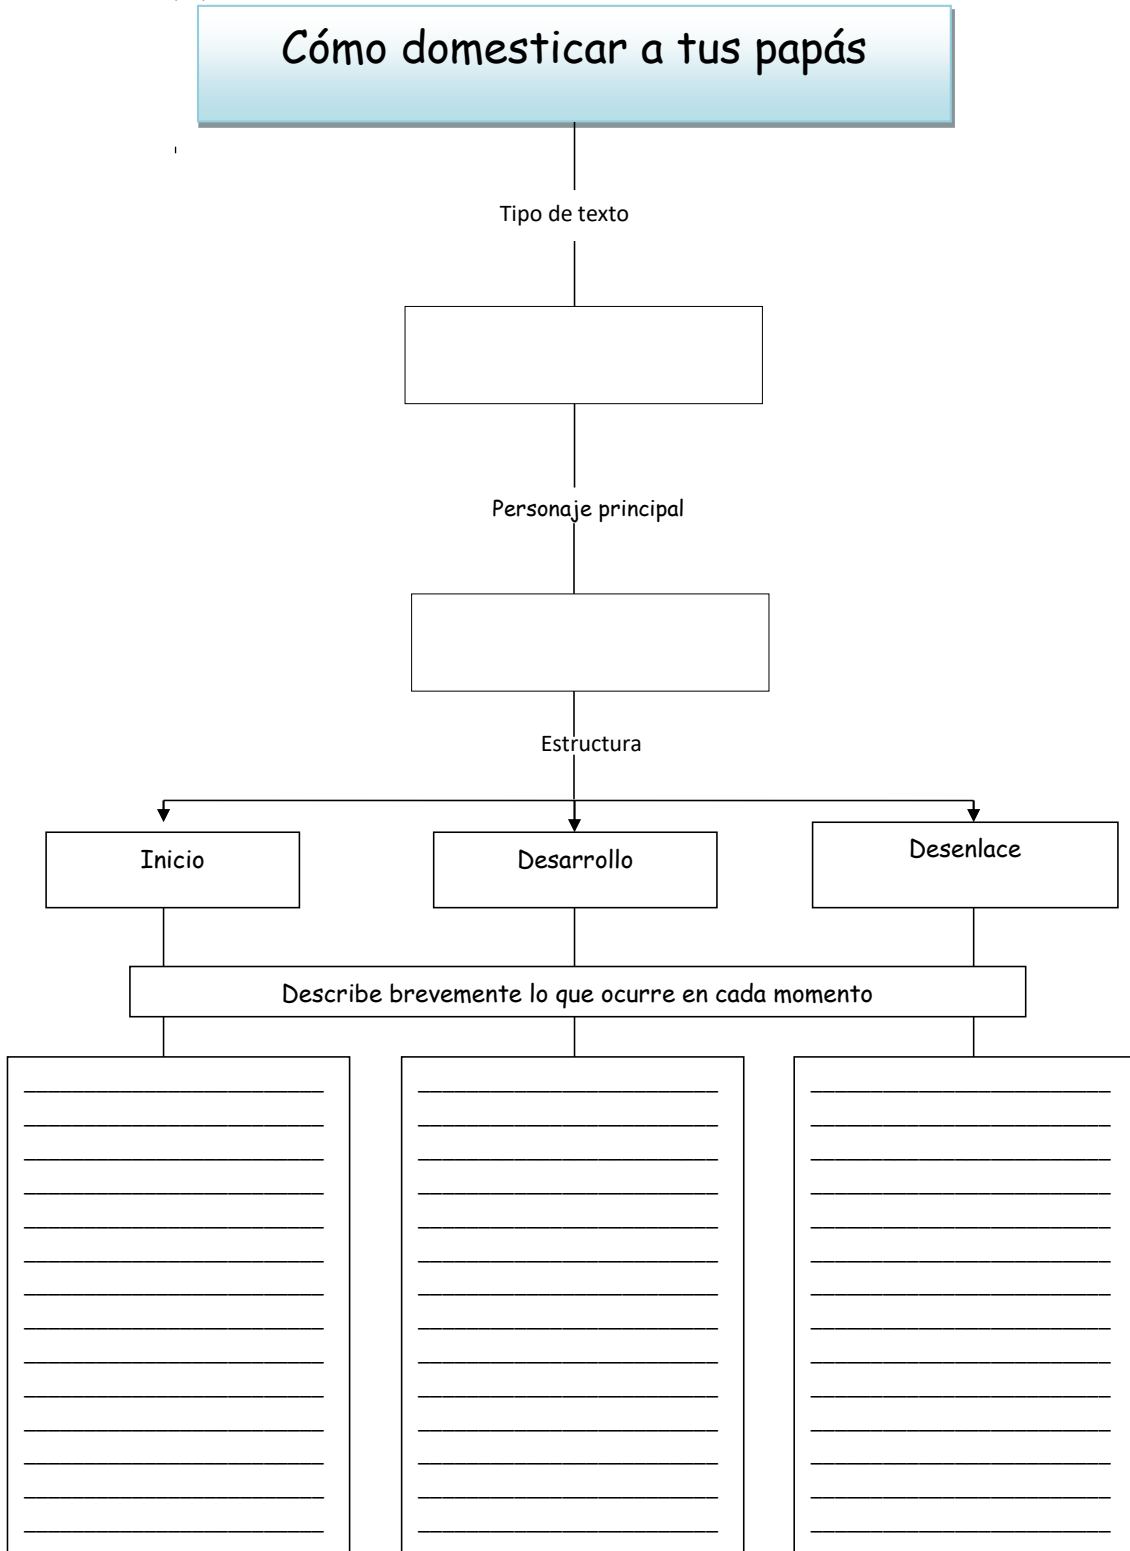 Cómo domesticar a tus papás
Tipo de texto
Personaje principal
Estructura
Inicio
Desarrollo
Desenlace
Describe brevemente lo que ocurre en cada momento